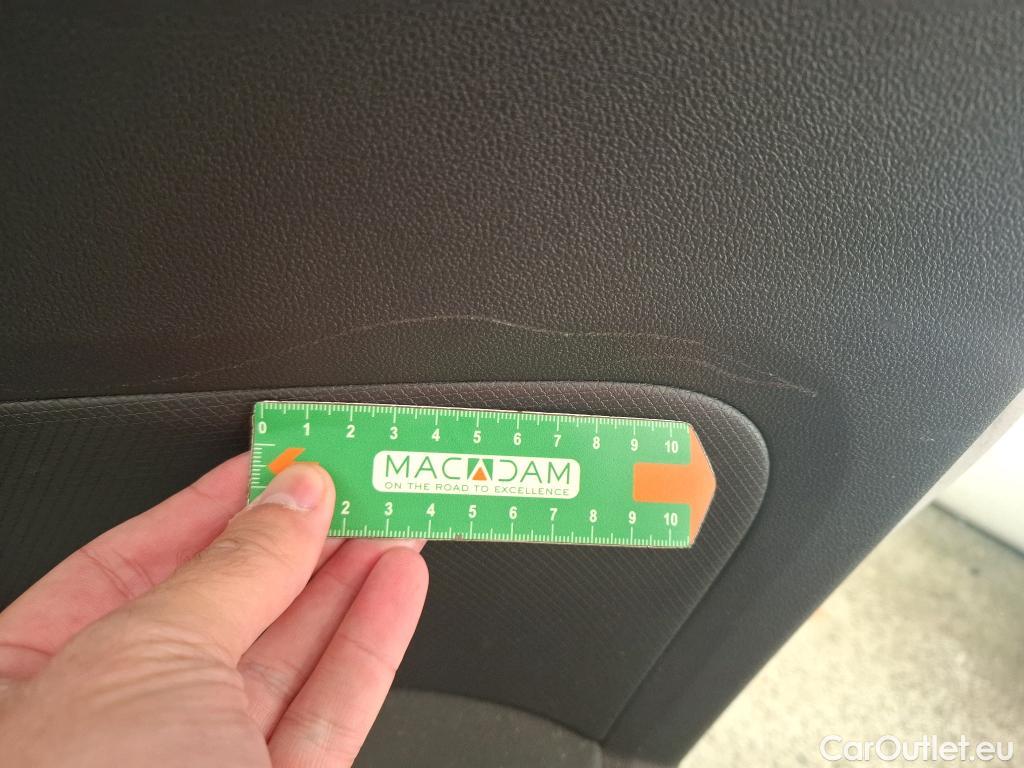 0 1 2 3 4 5 6 7 8 9 10
MACADAM
ON THE ROAD TO EXCELLENCE
2 3 4 5 6 7 8 9 10
CarOutlet.eu